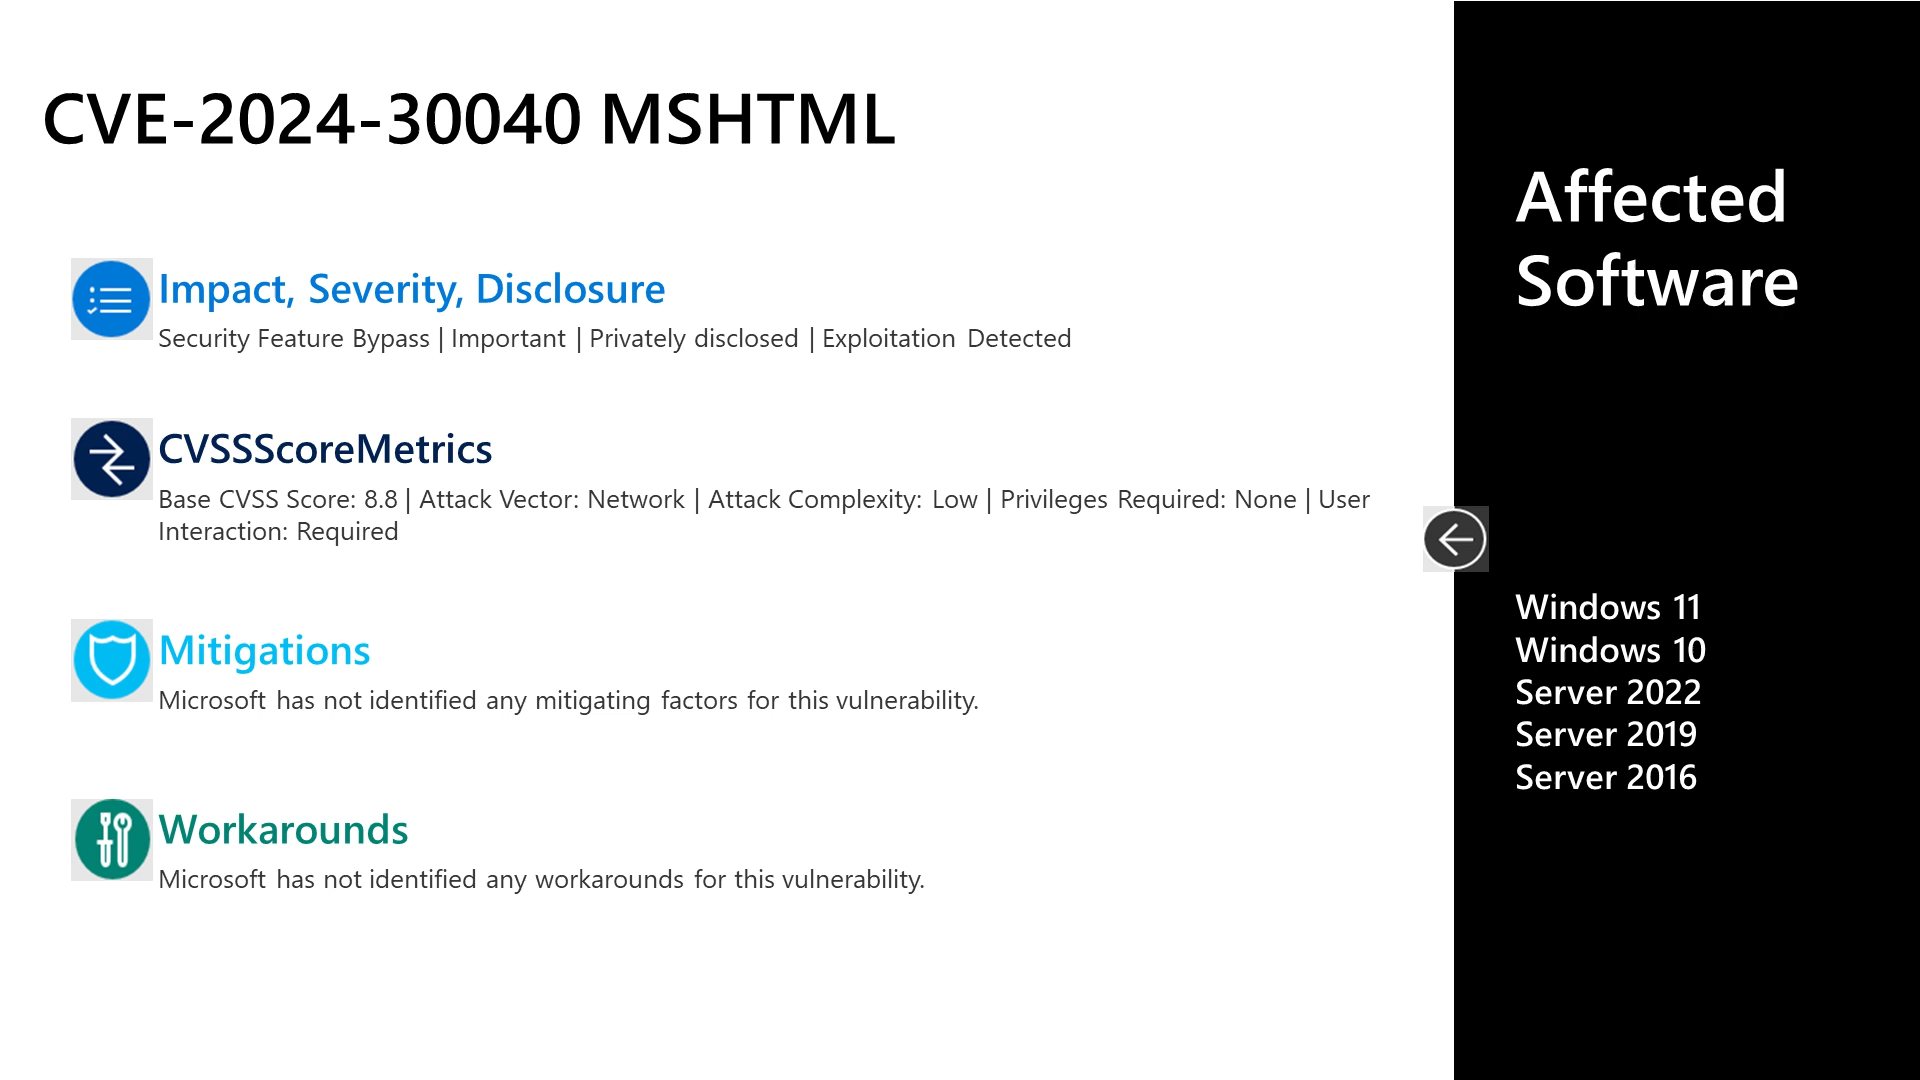 CVE-2024-30040 MSHTML
Impact, Severity, Disclosure
Security Feature Bypass | Important | Privately disclosed | Exploitation Detected
CVSSScoreMetrics
Base CVSS Score: 8.8 | Attack Vector: Network | Attack Complexity: Low | Privileges Required: None | User
Interaction: Required
Mitigations
Microsoft has not identified any mitigating factors for this vulnerability.
Workarounds
Microsoft has not identified any workarounds for this vulnerability.
Affected
Software
Windows 11
Windows 10
Server 2022
Server 2019
Server 2016